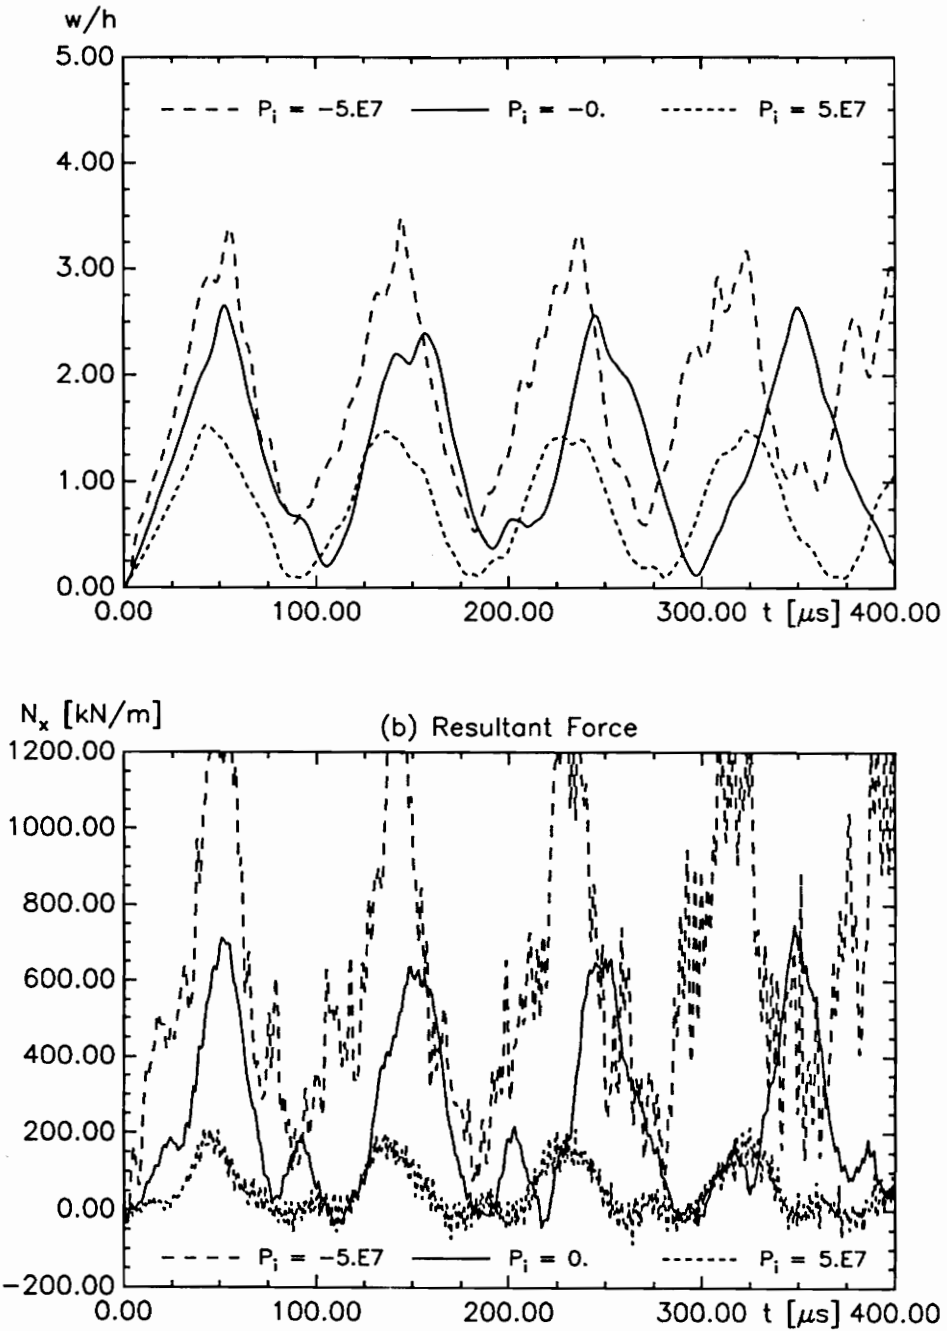 w/h
5.00
P_i = -5.E7 P_i = -0. P_i = 5.E7
4.00
3.00
2.00
1.00
0.00
0.00 100.00 200.00 300.00 t [μs] 400.00
N_x [kN/m]
(b) Resultant Force
1200.00
1000.00
800.00
600.00
400.00
200.00
0.00
P_i = -5.E7 P_i = 0. P_i = 5.E7
-200.00
0.00 100.00 200.00 300.00 t [μs] 400.00